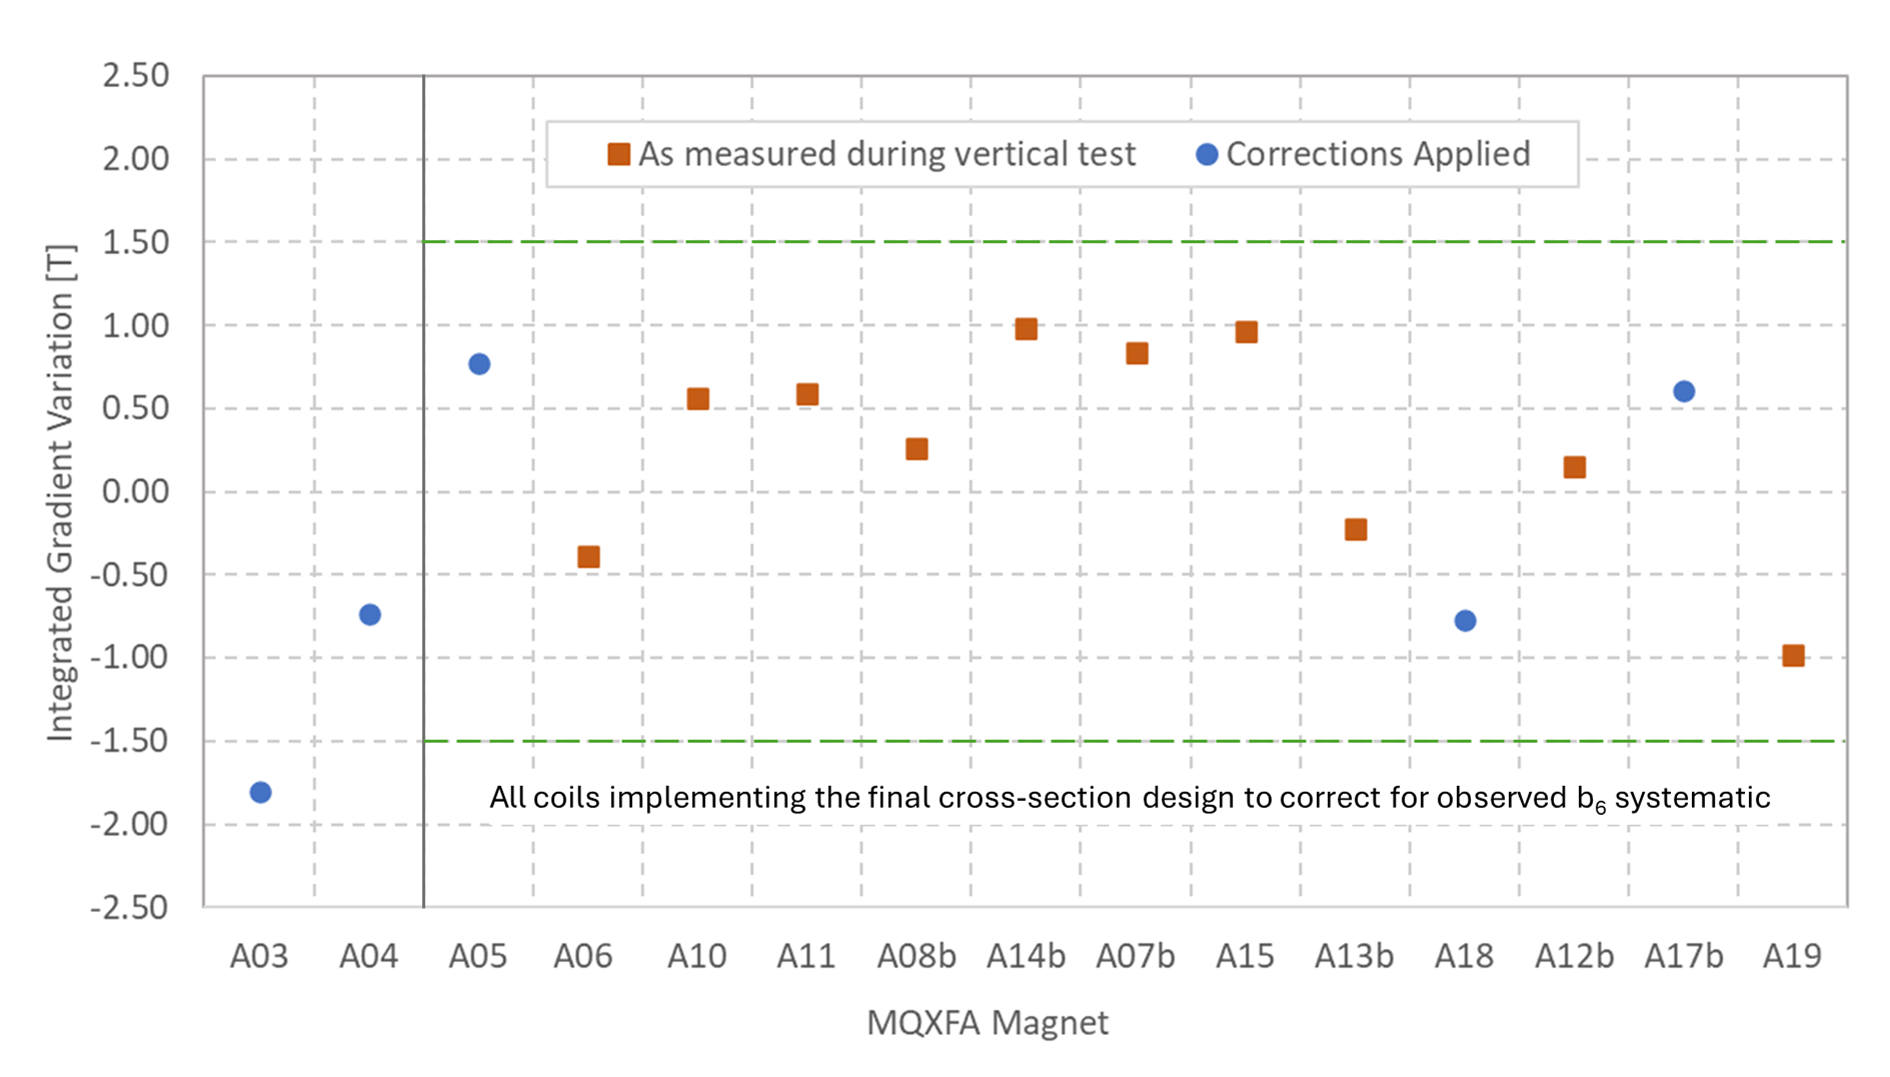 2.50
2.00
1.50
1.00
0.50
0.00
-0.50
-1.00
-1.50
-2.00
-2.50
Integrated Gradient Variation [T]
As measured during vertical test Corrections Applied
All coils implementing the final cross-section design to correct for observed b₆ systematic
A03 A04 A05 A06 A10 A11 A08b A14b A07b A15 A13b A18 A12b A17b A19
MQXFA Magnet